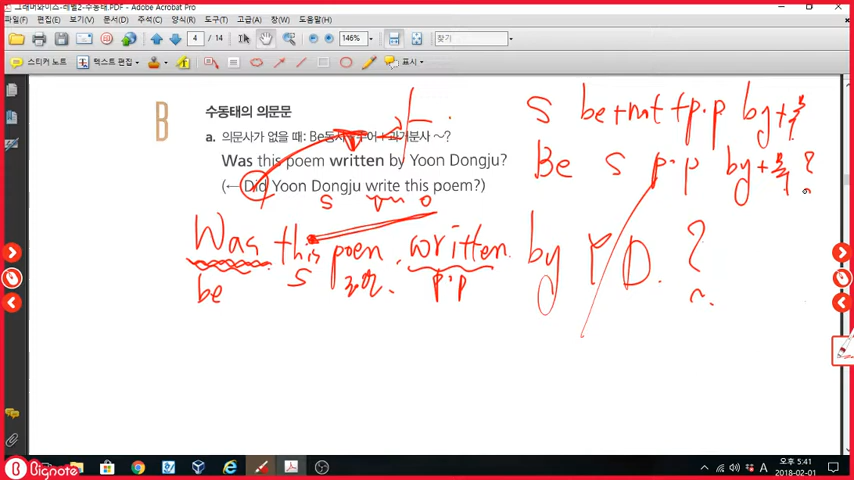 그래머와이즈-레벨2-수동태.PDF - Adobe Acrobat Pro
파일(F) 편집(E) 보기(V) 문서(D) 주석(C) 양식(R) 도구(T) 고급(A) 창(W) 도움말(H)
4 / 14 146% 찾기
스티커 노트 텍스트 편집 표시
B 수동태의 의문문
a. 의문사가 없을 때: Be동사 + 주어 + 과거분사 ~?
Was this poem written by Yoon Dongju?
(←Did Yoon Dongju write this poem?)
S V O
S be+not +p.p by+목
Be S p.p by+목?
Was this poem written by Y D. ?
be S p.p
Bignote
A
오후 5:41
2018-02-01